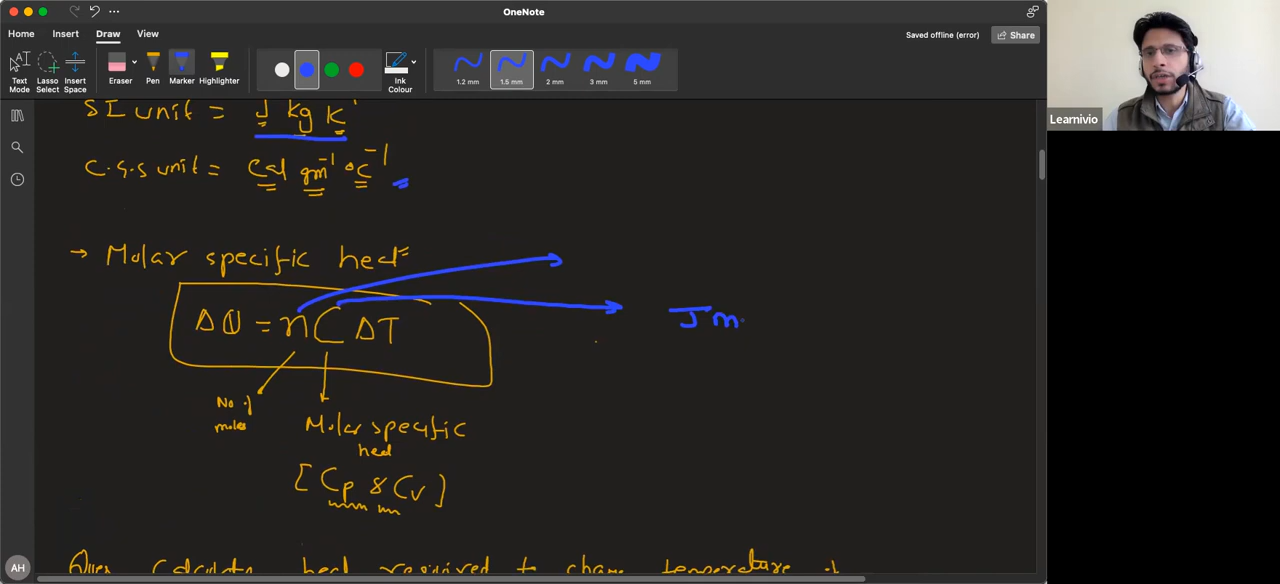 OneNote
Home Insert Draw View
Saved offline (error) Share
Text Mode
Lasso Select
Insert Space
Eraser
Pen
Marker
Highlighter
Ink Colour
1.2 mm 1.5 mm 2 mm 3 mm 5 mm
Learnivio
SI unit = J kg K
C.G.S unit = Cal gm⁻¹ °C⁻¹
→ Molar specific heat =
ΔQ = nCΔT
J m
No of moles
Molar specific heat
[Cp & Cv]
AH
Ques Calculate heat required to change temperature of